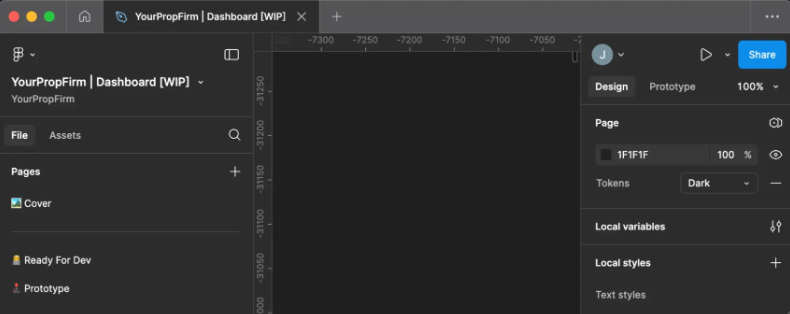 YourPropFirm | Dashboard [WIP]
-7300 -7250 -7200 -7150 -7100 -7050
YourPropFirm | Dashboard [WIP]
YourPropFirm
File Assets
Pages
Cover
Ready For Dev
Prototype
-31250
-31200
-31150
-31100
-31050
J
Share
Design Prototype 100%
Page
1F1F1F 100 %
Tokens Dark
Local variables
Local styles
Text styles